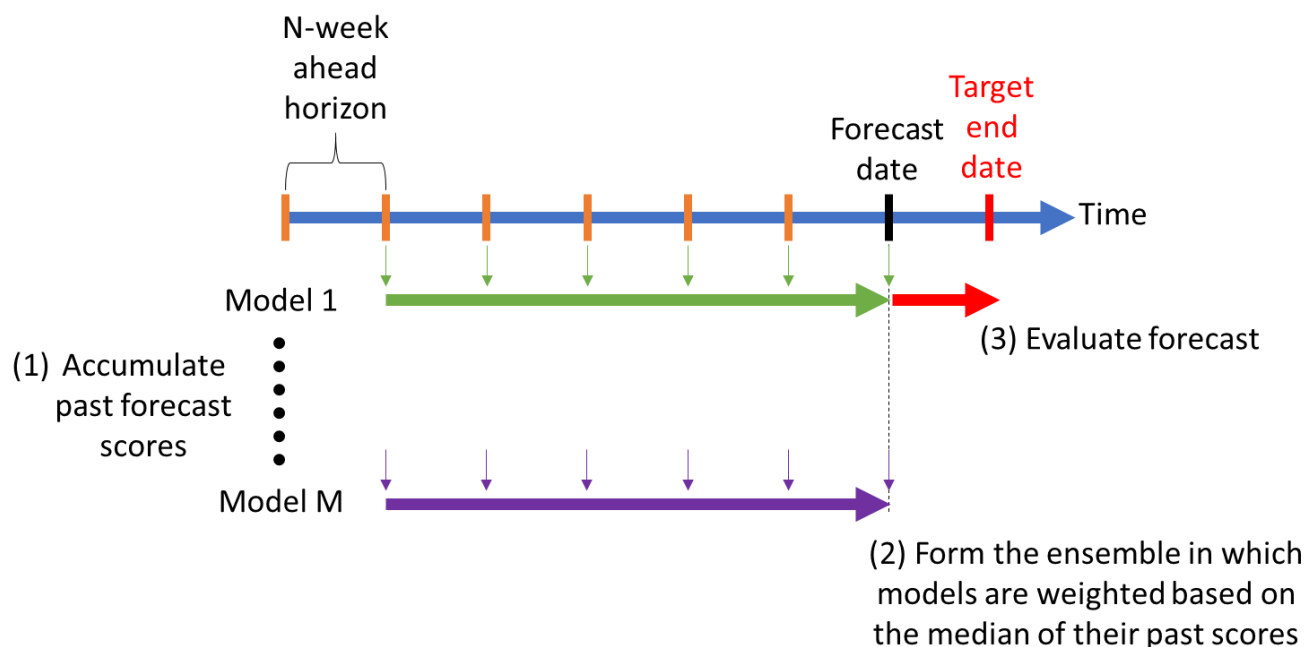 N-week
ahead
horizon
Forecast
date
Target
end
date
Time
Model 1
(1) Accumulate
past forecast
scores
Model M
(3) Evaluate forecast
(2) Form the ensemble in which
models are weighted based on
the median of their past scores